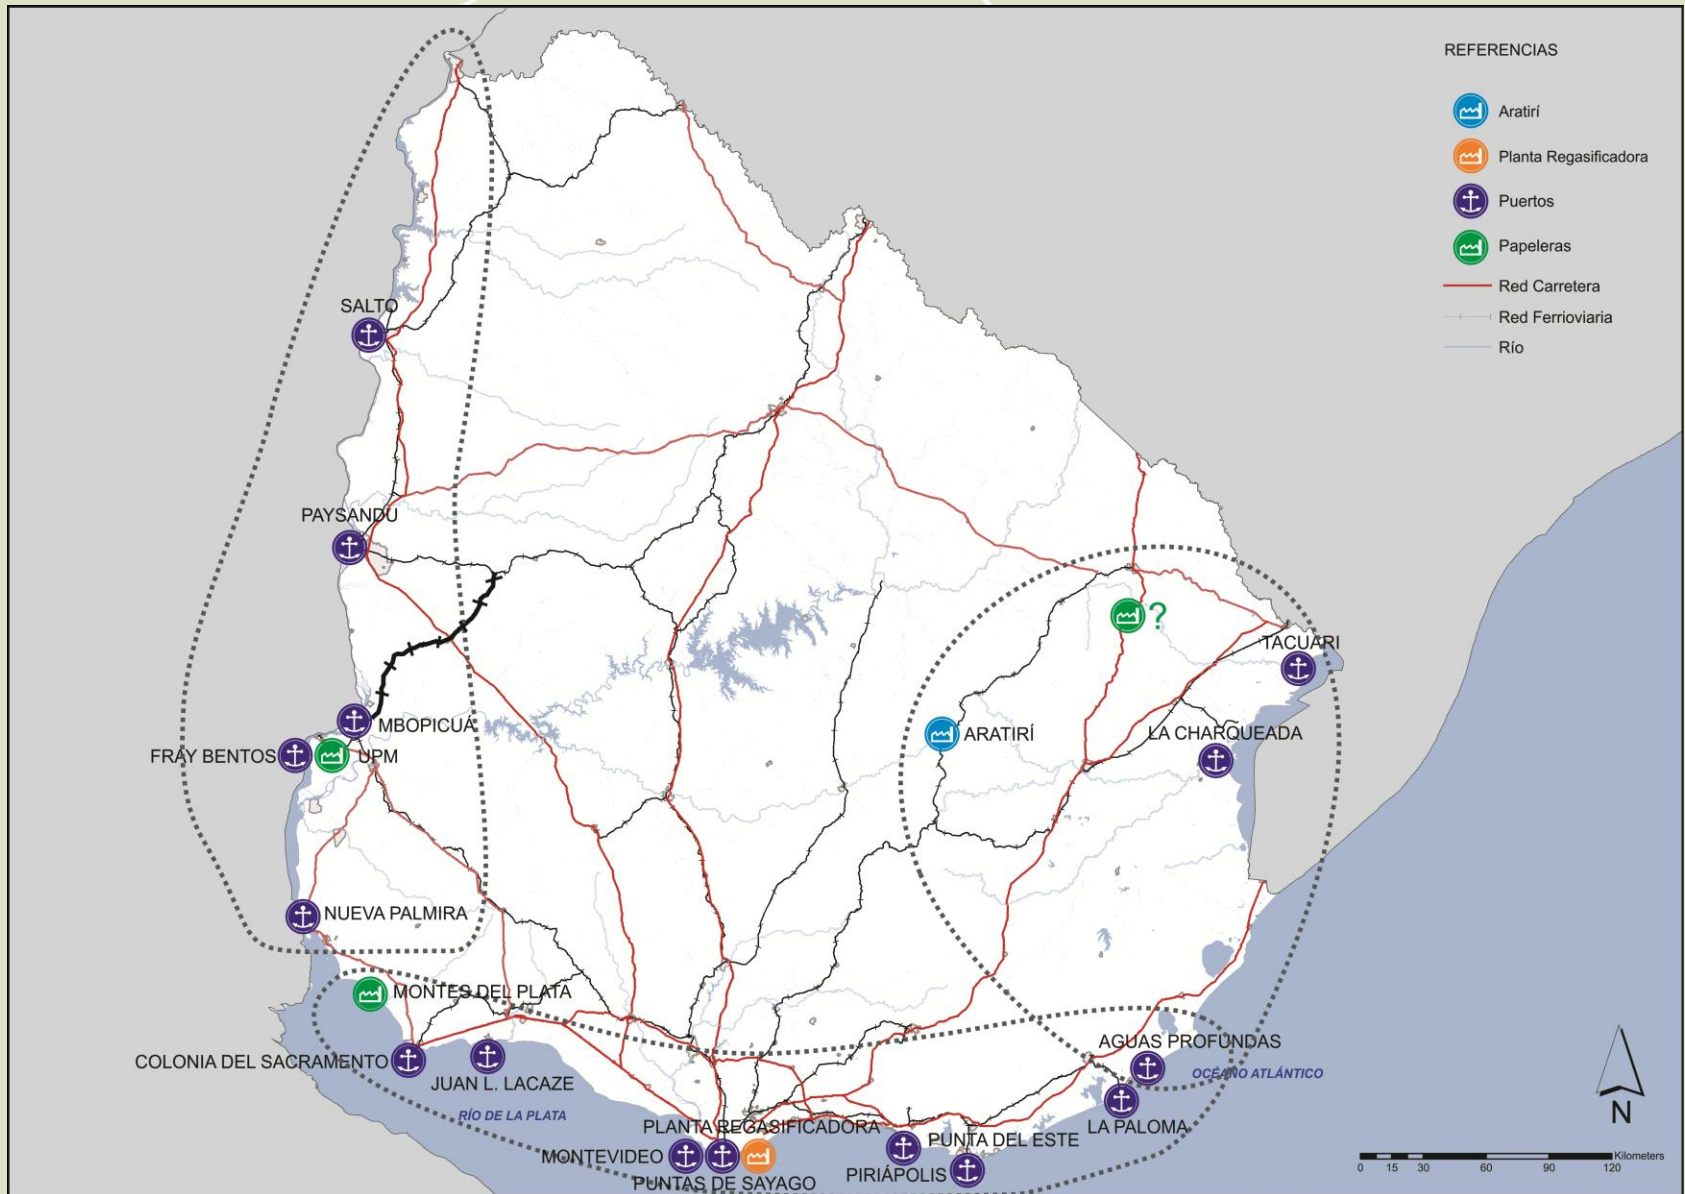 REFERENCIAS
Aratirí
Planta Regasificadora
Puertos
Papeleras
Red Carretera
Red Ferrioviaria
Río
SALTO
PAYSANDU
?
TACUARI
MBOPICUA
ARATIRÍ
LA CHARQUEADA
FRAY BENTOS
UPM
NUEVA PALMIRA
MONTES DEL PLATA
COLONIA DEL SACRAMENTO
JUAN L. LACAZE
AGUAS PROFUNDAS
OCÉANO ATLÁNTICO
RÍO DE LA PLATA
LA PALOMA
PLANTA REGASIFICADORA
PUNTA DEL ESTE
MONTEVIDEO
PIRIÁPOLIS
PUNTAS DE SAYAGO
N
Kilometers
0 15 30 60 90 120